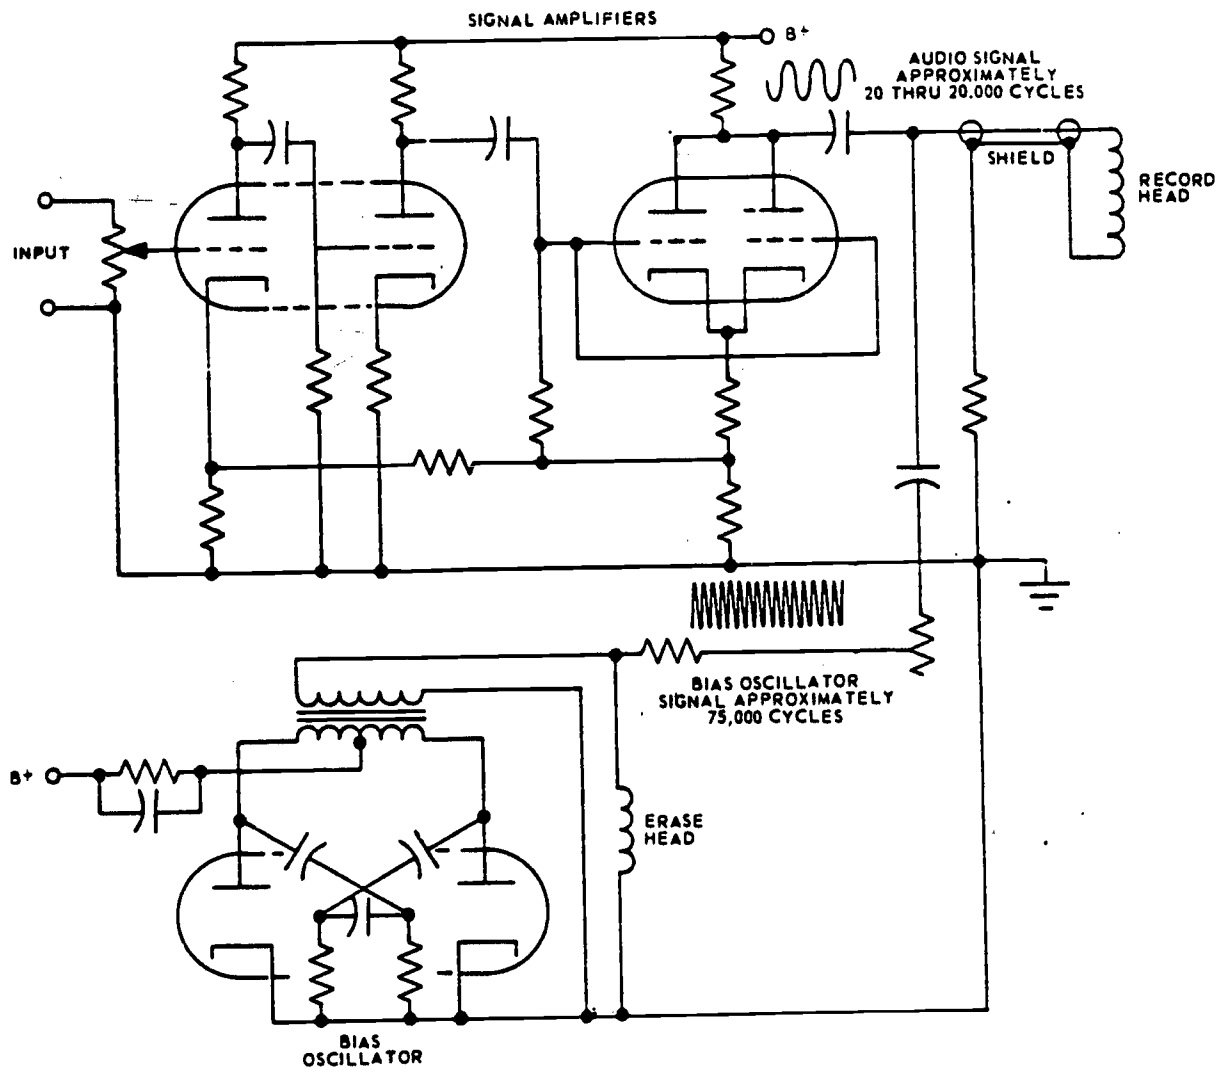 SIGNAL AMPLIFIERS
B+
AUDIO SIGNAL
APPROXIMATELY
20 THRU 20,000 CYCLES
SHIELD
RECORD
HEAD
INPUT
BIAS OSCILLATOR
SIGNAL APPROXIMATELY
75,000 CYCLES
B+
ERASE
HEAD
BIAS
OSCILLATOR